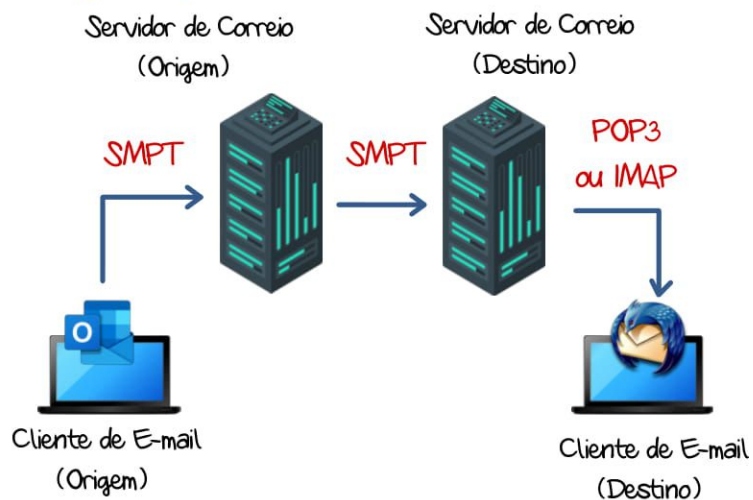 Servidor de Correio
(Origem)
Servidor de Correio
(Destino)
SMPT
SMPT
POP3
ou IMAP
O
Cliente de E-mail
(Origem)
Cliente de E-mail
(Destino)